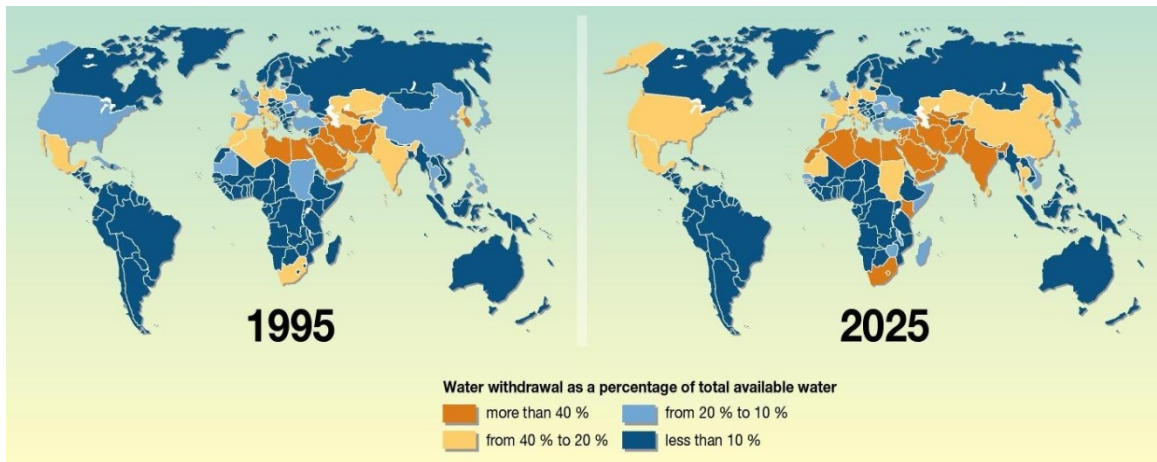 1995
2025
Water withdrawal as a percentage of total available water
more than 40 %
from 20 % to 10 %
from 40 % to 20 %
less than 10 %